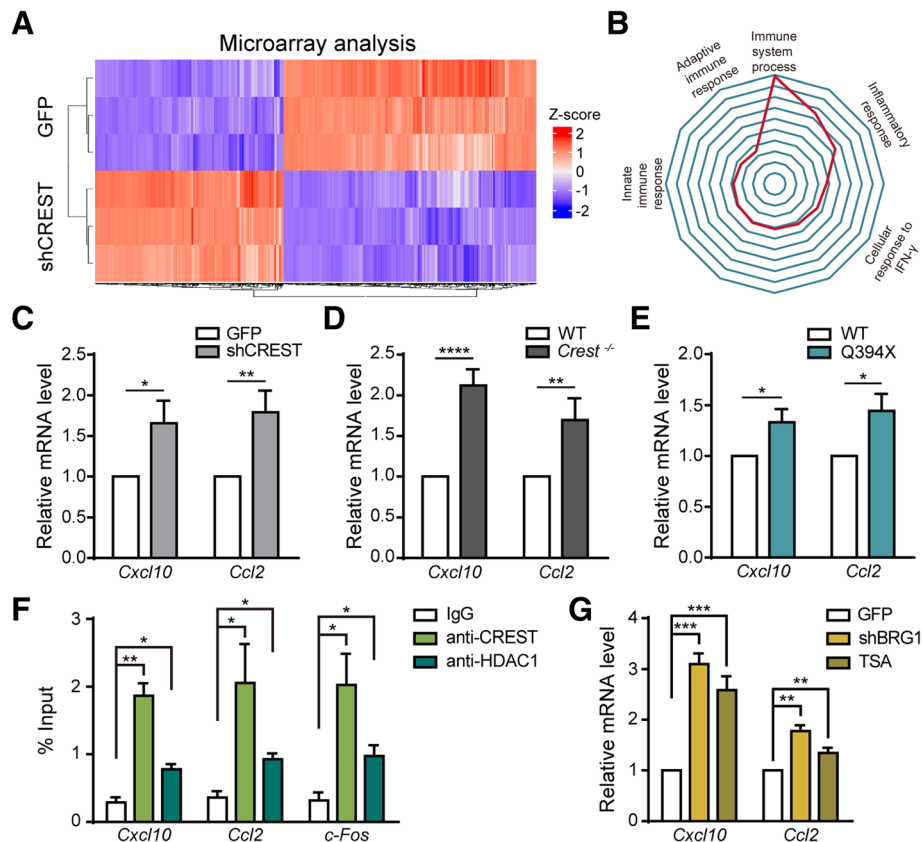 A
Microarray analysis
GFP
shCREST
Z-score
2
1
0
-1
-2
B
Immune
system
process
Adaptive
immune
response
Inflammatory
response
Innate
immune
response
Cellular
response to
IFN-γ
C
GFP
shCREST
Relative mRNA level
2.5
2.0
1.5
1.0
0.5
0.0
*
**
Cxcl10
Ccl2
D
WT
Crest -/-
Relative mRNA level
2.5
2.0
1.5
1.0
0.5
0.0
****
**
Cxcl10
Ccl2
E
WT
Q394X
Relative mRNA level
2.0
1.5
1.0
0.5
0.0
*
*
Cxcl10
Ccl2
F
IgG
anti-CREST
anti-HDAC1
% Input
3
2
1
0
*
**
*
*
*
*
Cxcl10
Ccl2
c-Fos
G
GFP
shBRG1
TSA
Relative mRNA level
4
3
2
1
0
***
***
**
**
Cxcl10
Ccl2